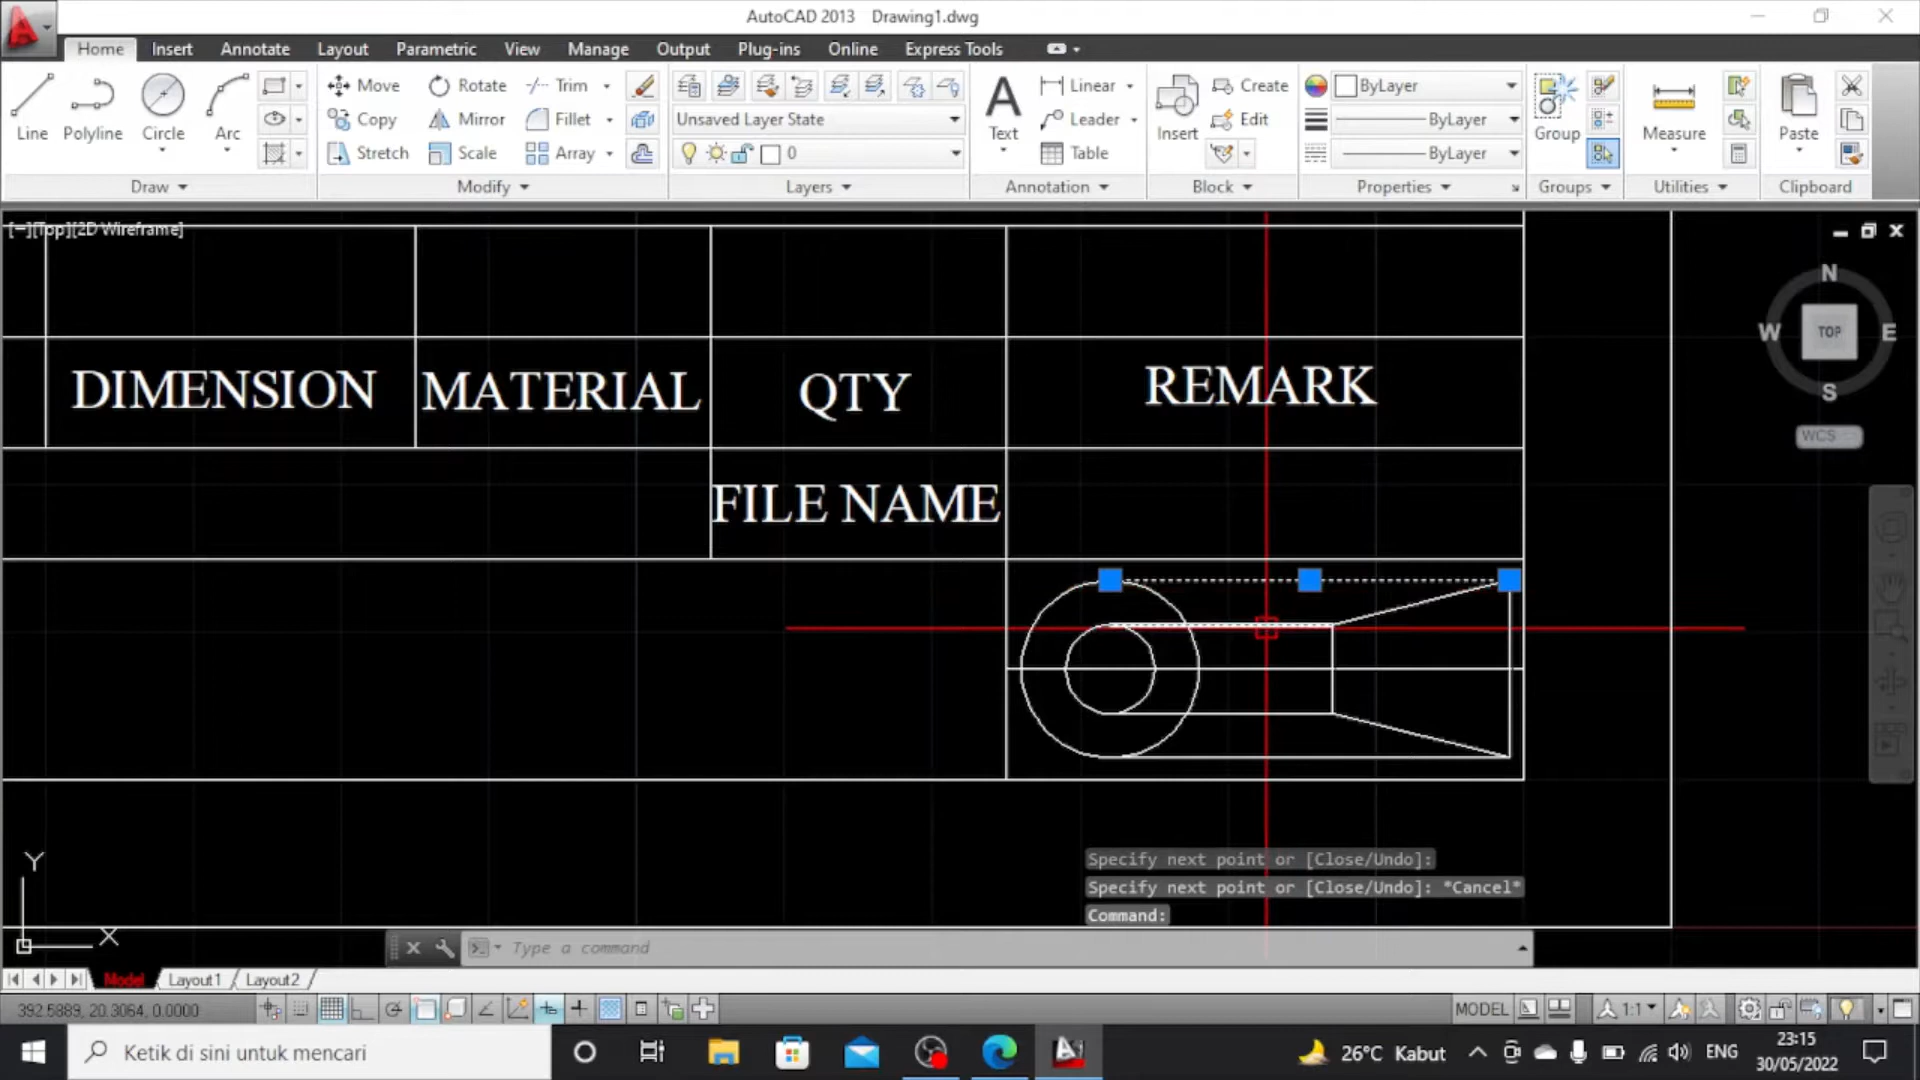 AutoCAD 2013 Drawing1.dwg
Home Insert Annotate Layout Parametric View Manage Output Plug-ins Online Express Tools
Line Polyline Circle Arc
Move Rotate Trim
Copy Mirror Fillet
Stretch Scale Array
Unsaved Layer State
0
Text
Linear
Leader
Table
Insert
Create
Edit
ByLayer
ByLayer
ByLayer
Group
Measure
Paste
Draw Modify Layers Annotation Block Properties Groups Utilities Clipboard
[−][Top][2D Wireframe]
N
W TOP E
S
WCS
DIMENSION MATERIAL QTY REMARK
FILE NAME
Specify next point or [Close/Undo]:
Specify next point or [Close/Undo]: *Cancel*
Command:
Y
X
Type a command
Model Layout1 Layout2
392.5889, 20.3064, 0.0000
MODEL 1:1
Ketik di sini untuk mencari
26°C Kabut
ENG
23:15
30/05/2022